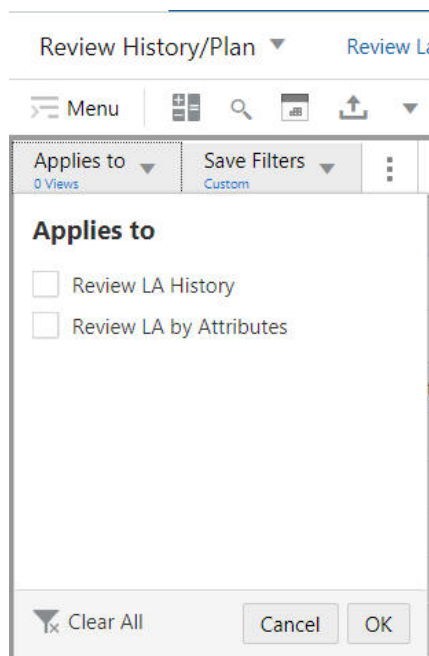 Review History/Plan
Review L
Menu
Applies to
0 Views
Save Filters
Custom
Applies to
Review LA History
Review LA by Attributes
Clear All
Cancel
OK